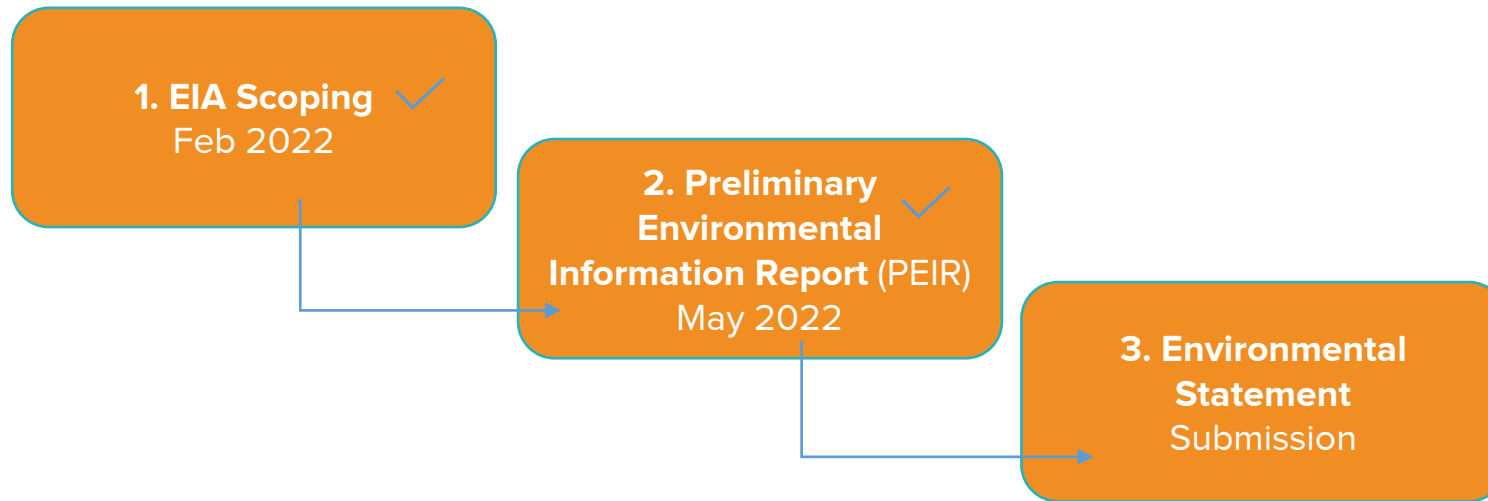 1. EIA Scoping
Feb 2022
2. Preliminary
Environmental
Information Report (PEIR)
May 2022
3. Environmental
Statement
Submission